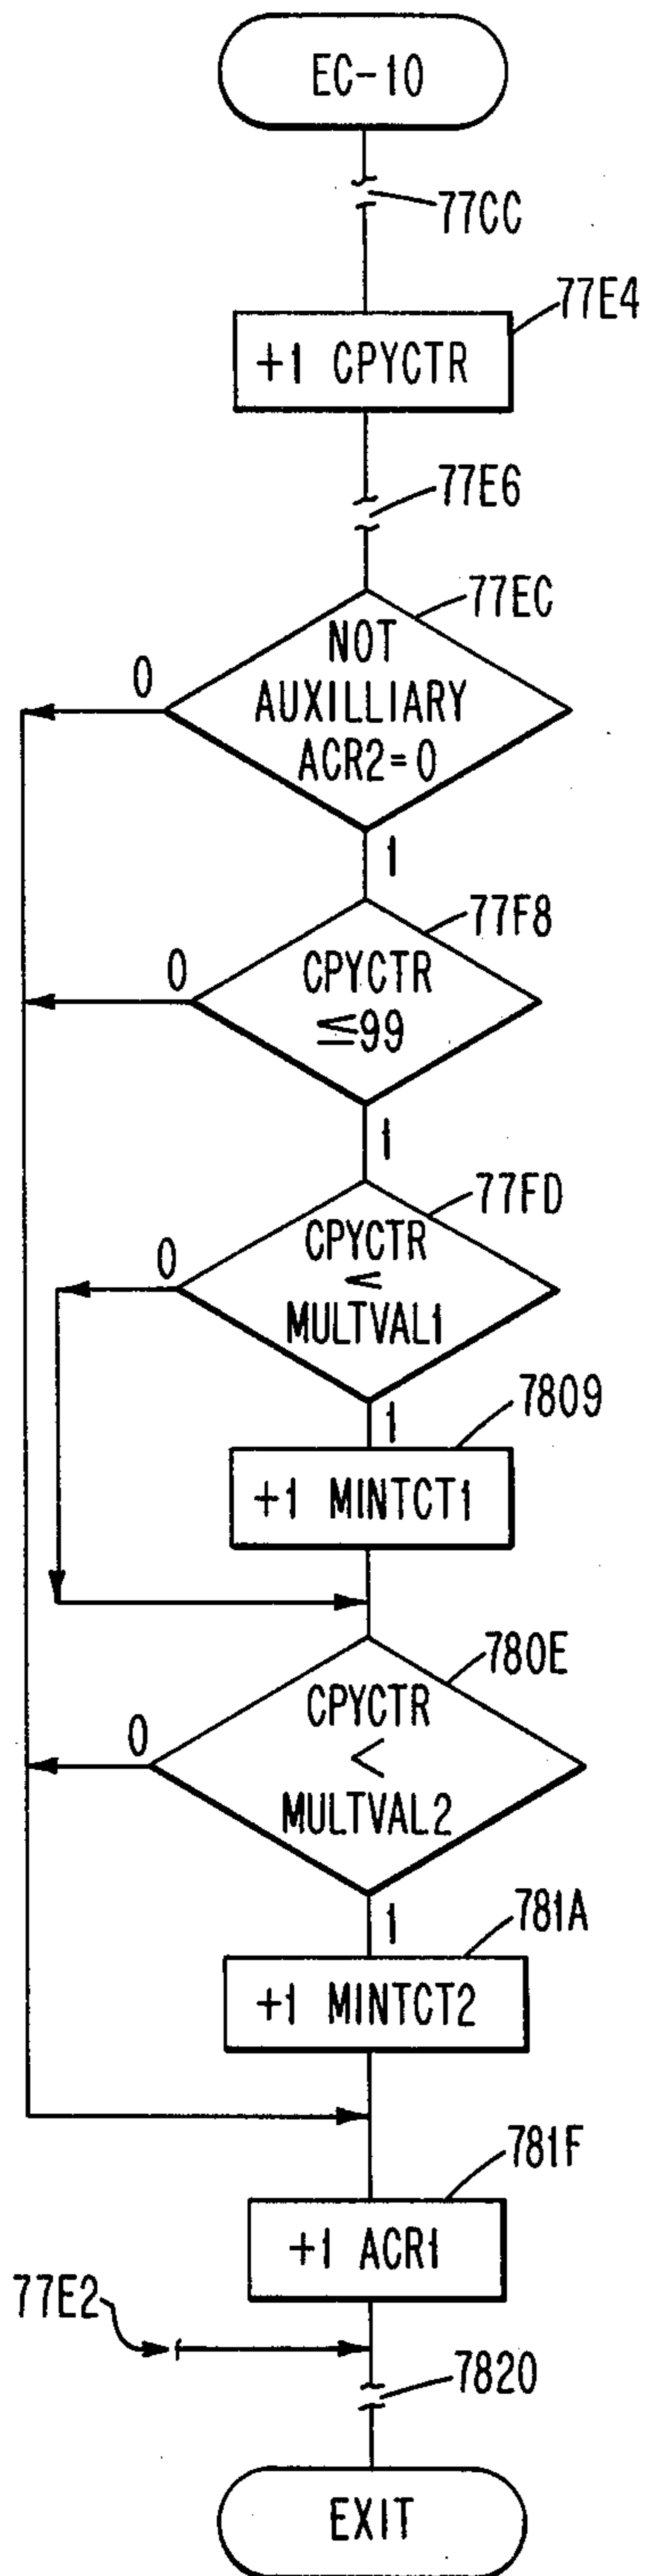 EC-10
77CC
77E4
+1 CPYCTR
77E6
77EC
NOT
AUXILLIARY
ACR2=0
0
1
77F8
CPYCTR
≤99
0
1
77FD
CPYCTR
<
MULTVAL1
0
1
7809
+1 MINTCT1
780E
CPYCTR
<
MULTVAL2
0
1
781A
+1 MINTCT2
781F
+1 ACR1
77E2
7820
EXIT